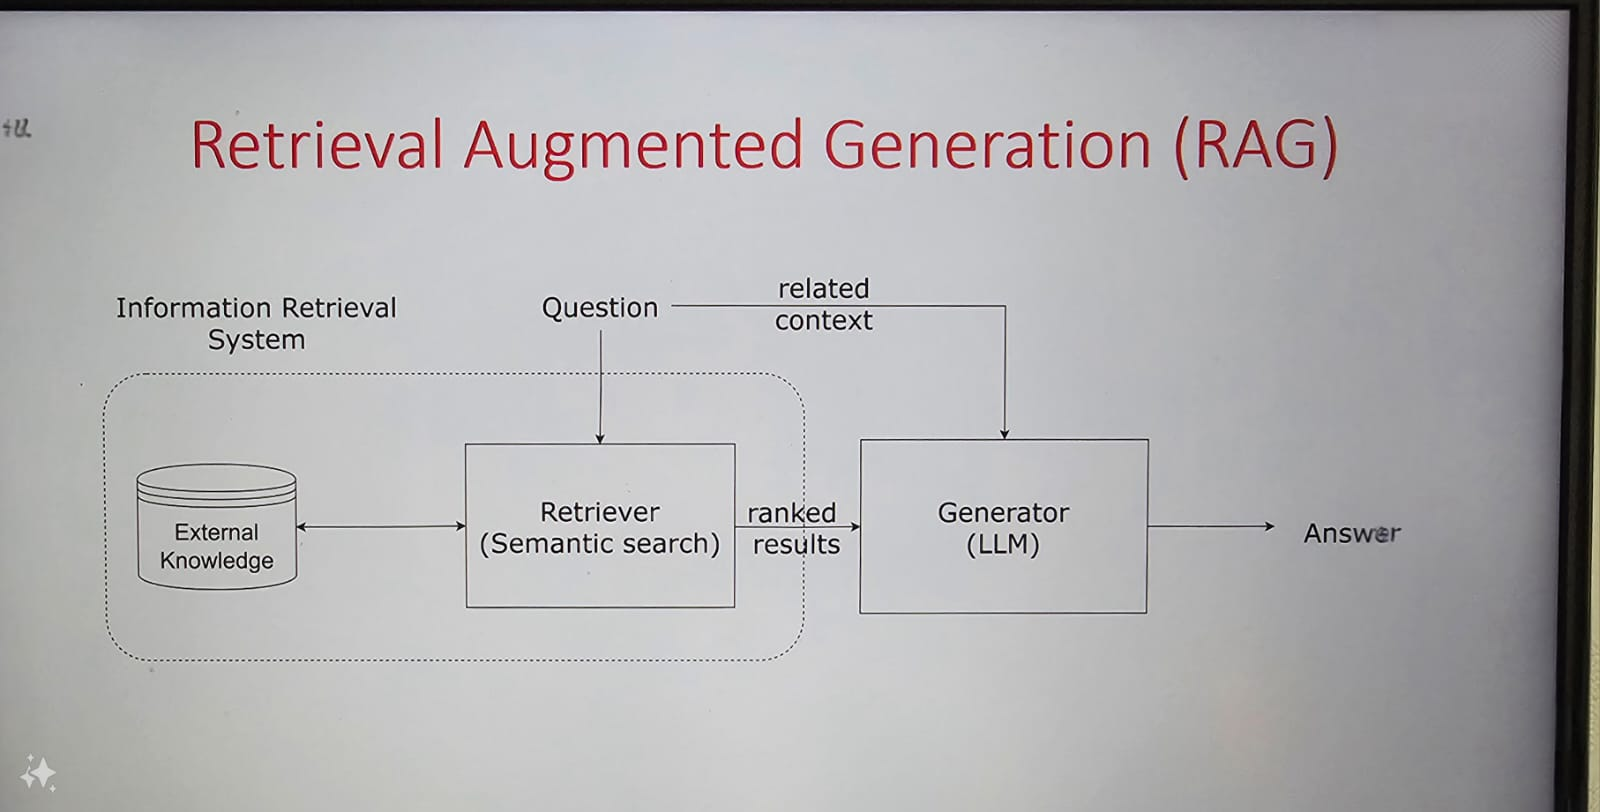 Retrieval Augmented Generation (RAG)
Information Retrieval
System
Question
related
context
External
Knowledge
Retriever
(Semantic search)
ranked
results
Generator
(LLM)
Answer